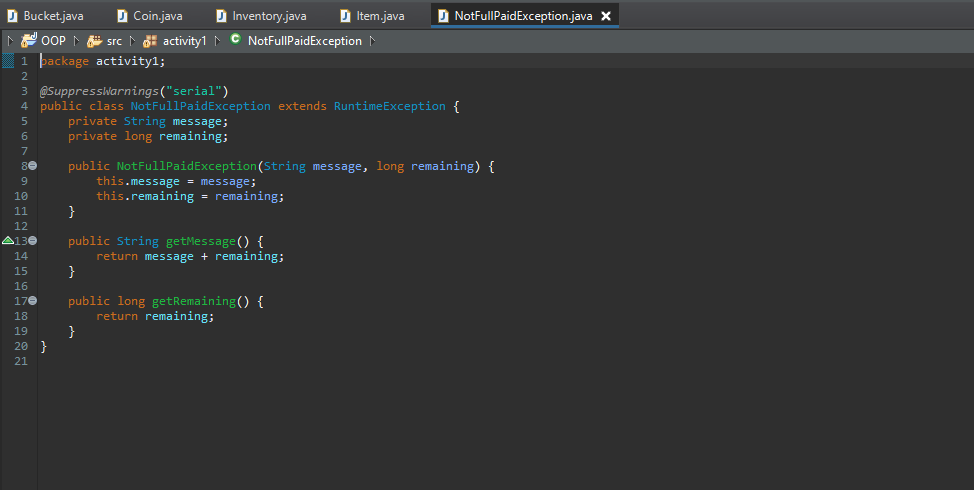 Bucket.java Coin.java Inventory.java Item.java NotFullPaidException.java
OOP src activity1 NotFullPaidException
1 package activity1;
2
3 @SuppressWarnings("serial")
4 public class NotFullPaidException extends RuntimeException {
5     private String message;
6     private long remaining;
7
8     public NotFullPaidException(String message, long remaining) {
9         this.message = message;
10         this.remaining = remaining;
11     }
12
13     public String getMessage() {
14         return message + remaining;
15     }
16
17     public long getRemaining() {
18         return remaining;
19     }
20 }
21